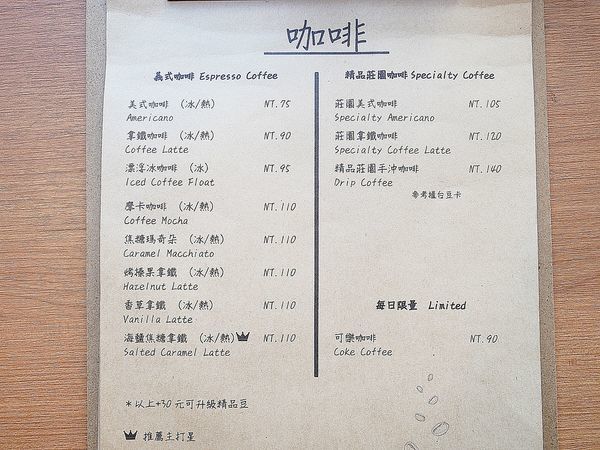 咖啡
義式咖啡 Espresso Coffee
美式咖啡 (冰/熱) NT.75
Americano
拿鐵咖啡 (冰/熱) NT.90
Coffee Latte
漂浮冰咖啡 (冰) NT.95
Iced Coffee Float
摩卡咖啡 (冰/熱) NT.110
Coffee Mocha
焦糖瑪奇朵 (冰/熱) NT.110
Caramel Macchiato
烤榛果拿鐵 (冰/熱) NT.110
Hazelnut Latte
香草拿鐵 (冰/熱) NT.110
Vanilla Latte
海鹽焦糖拿鐵 (冰/熱) NT.110
Salted Caramel Latte
*以上+30元可升級精品豆
推薦主打星
精品莊園咖啡 Specialty Coffee
莊園美式咖啡 NT.105
Specialty Americano
莊園拿鐵咖啡 NT.120
Specialty Coffee Latte
精品莊園手沖咖啡 NT.140
Drip Coffee
參考櫃台豆卡
每日限量 Limited
可樂咖啡 NT.90
Coke Coffee